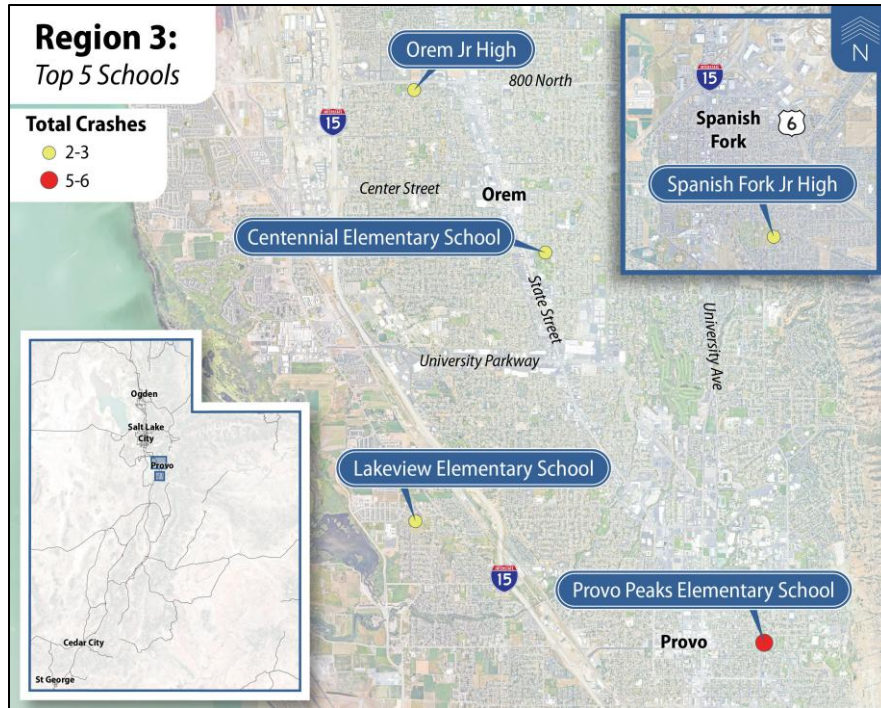 Region 3:
Top 5 Schools
Total Crashes
2-3
5-6
Orem Jr High
800 North
15
Center Street
Orem
Centennial Elementary School
State Street
University Parkway
University Ave
N
15
Spanish
Fork
6
Spanish Fork Jr High
Ogden
Salt Lake
City
Provo
Cedar City
St George
Lakeview Elementary School
15
Provo Peaks Elementary School
Provo